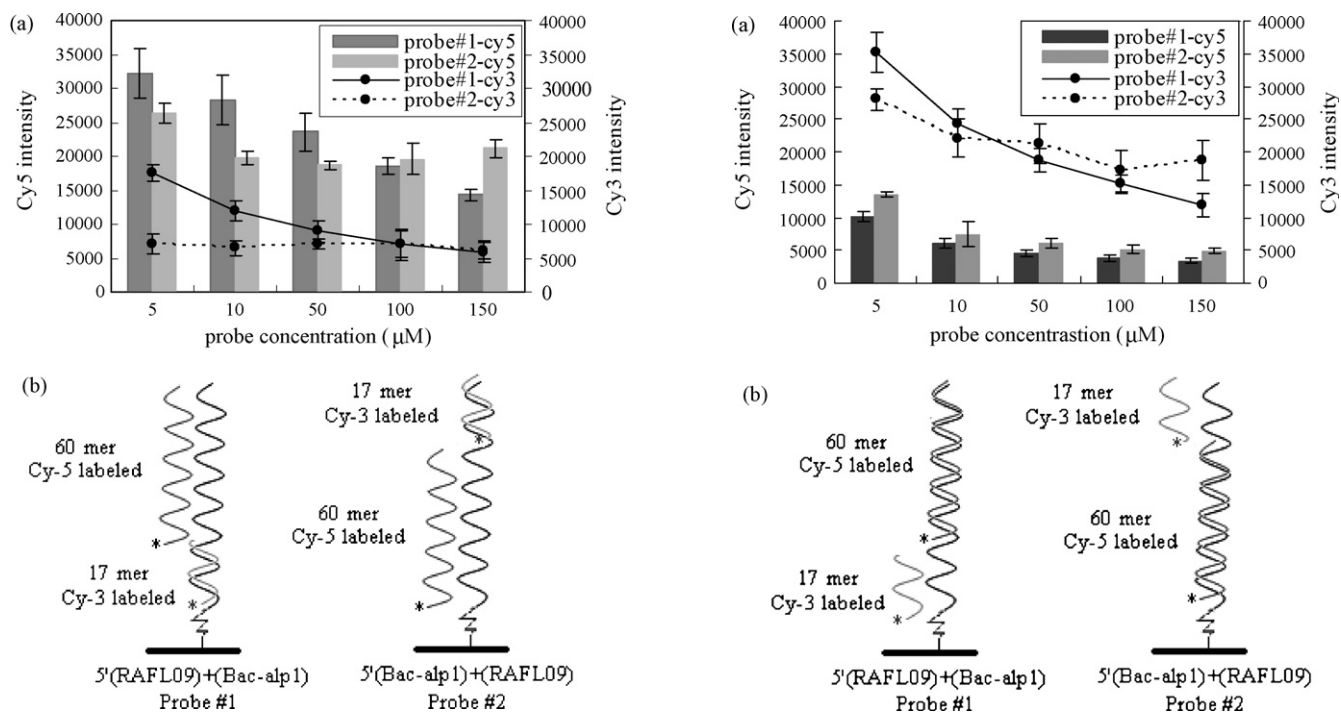 (a)
40000
35000
30000
25000
20000
15000
10000
5000
0
Cy5 intensity
probe#1-cy5
probe#2-cy5
probe#1-cy3
probe#2-cy3
40000
35000
30000
25000
20000
15000
10000
5000
0
Cy3 intensity
5 10 50 100 150
probe concentration ( μM)
(a)
40000
35000
30000
25000
20000
15000
10000
5000
0
Cy5 intensity
probe#1-cy5
probe#2-cy5
probe#1-cy3
probe#2-cy3
40000
35000
30000
25000
20000
15000
10000
5000
0
Cy3 intensity
5 10 50 100 150
probe concentrastion ( μM)
(b)
60 mer
Cy-5 labeled
*
17 mer
Cy-3 labeled
*
5'(RAFL09)+(Bac-alp1)
Probe #1
17 mer
Cy-3 labeled
*
60 mer
Cy-5 labeled
*
5'(Bac-alp1)+(RAFL09)
Probe #2
(b)
60 mer
Cy-5 labeled
*
17 mer
Cy-3 labeled
*
5'(RAFL09)+(Bac-alp1)
Probe #1
17 mer
Cy-3 labeled
*
60 mer
Cy-5 labeled
*
5'(Bac-alp1)+(RAFL09)
Probe #2